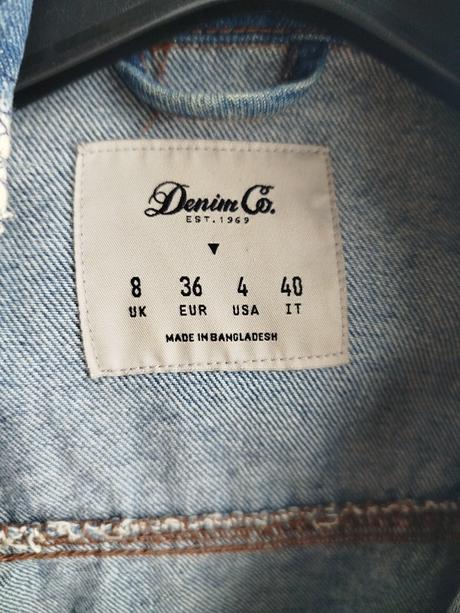 Denim Co.
EST. 1969
8 36 4 40
UK EUR USA IT
MADE IN BANGLADESH